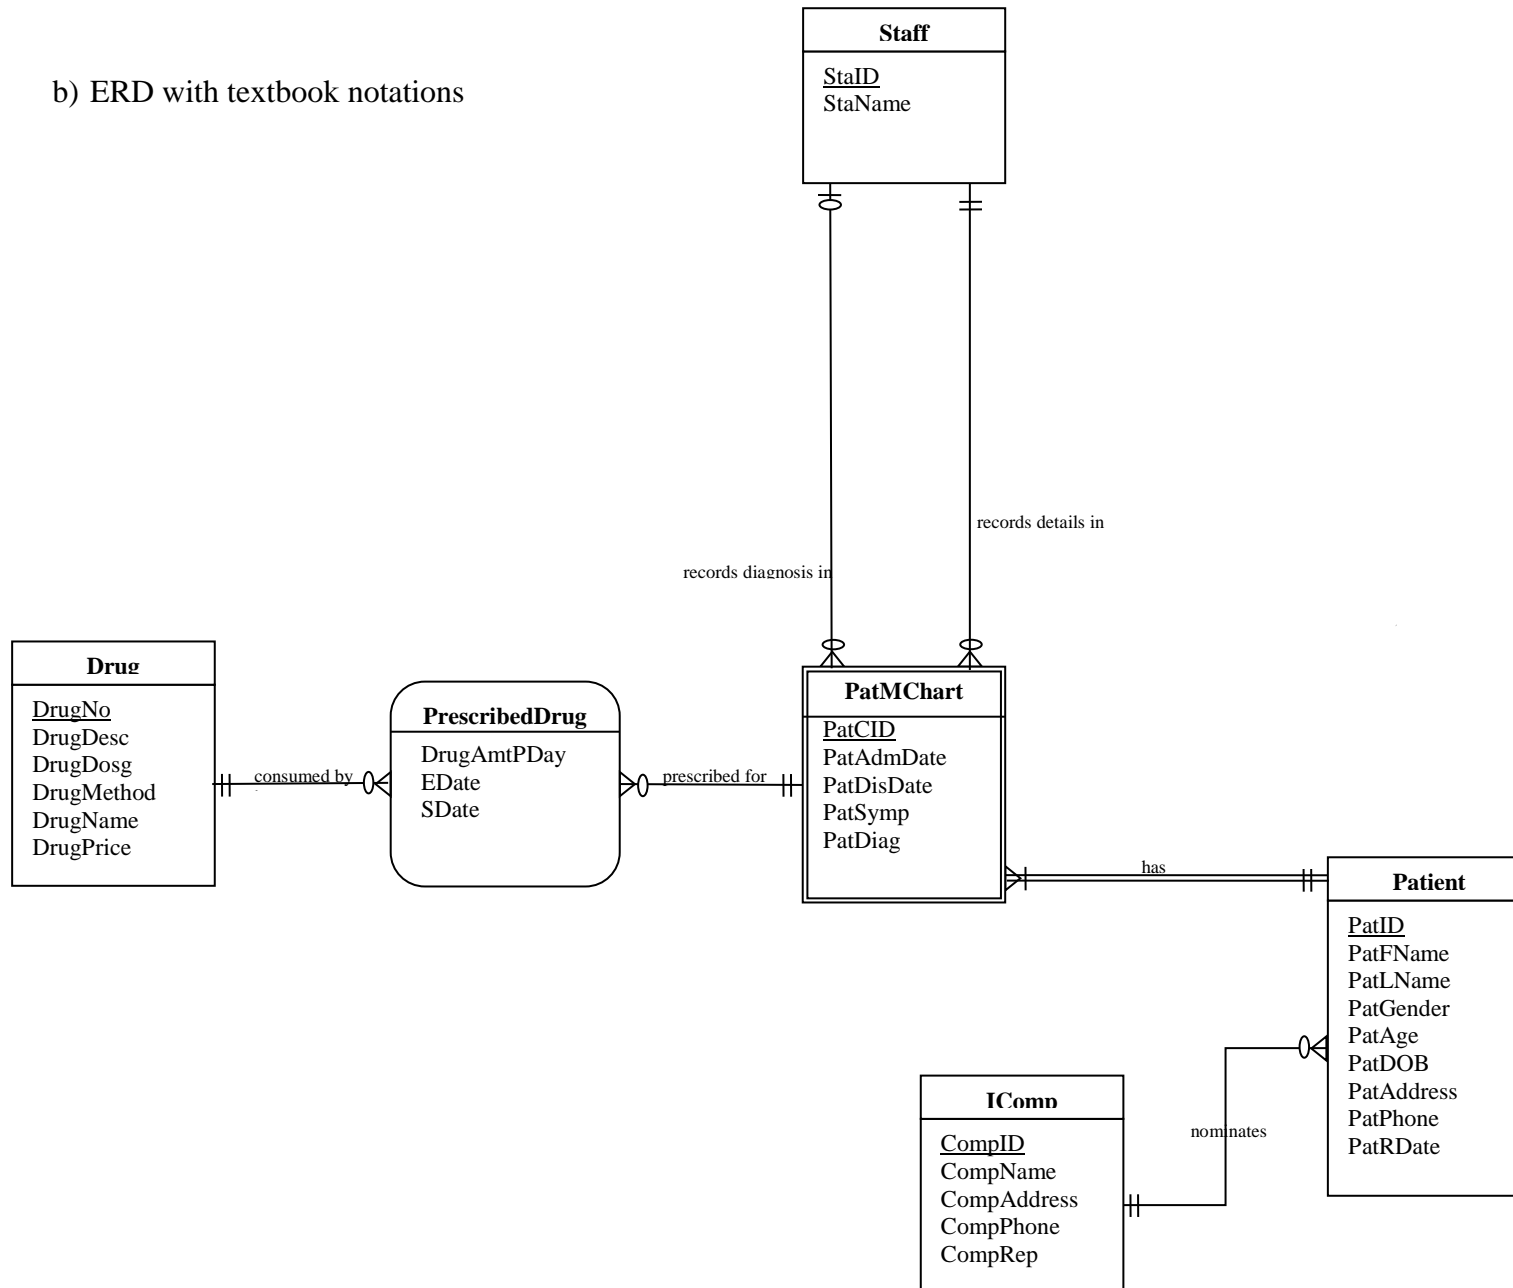 b) ERD with textbook notations
Staff
StaID
StaName
records details in
records diagnosis in
Drug
DrugNo
DrugDesc
DrugDosg
DrugMethod
DrugName
DrugPrice
consumed by
PrescribedDrug
DrugAmtPDay
EDate
SDate
prescribed for
PatMChart
PatCID
PatAdmDate
PatDisDate
PatSymp
PatDiag
has
Patient
PatID
PatFName
PatLName
PatGender
PatAge
PatDOB
PatAddress
PatPhone
PatRDate
nominates
IComp
CompID
CompName
CompAddress
CompPhone
CompRep